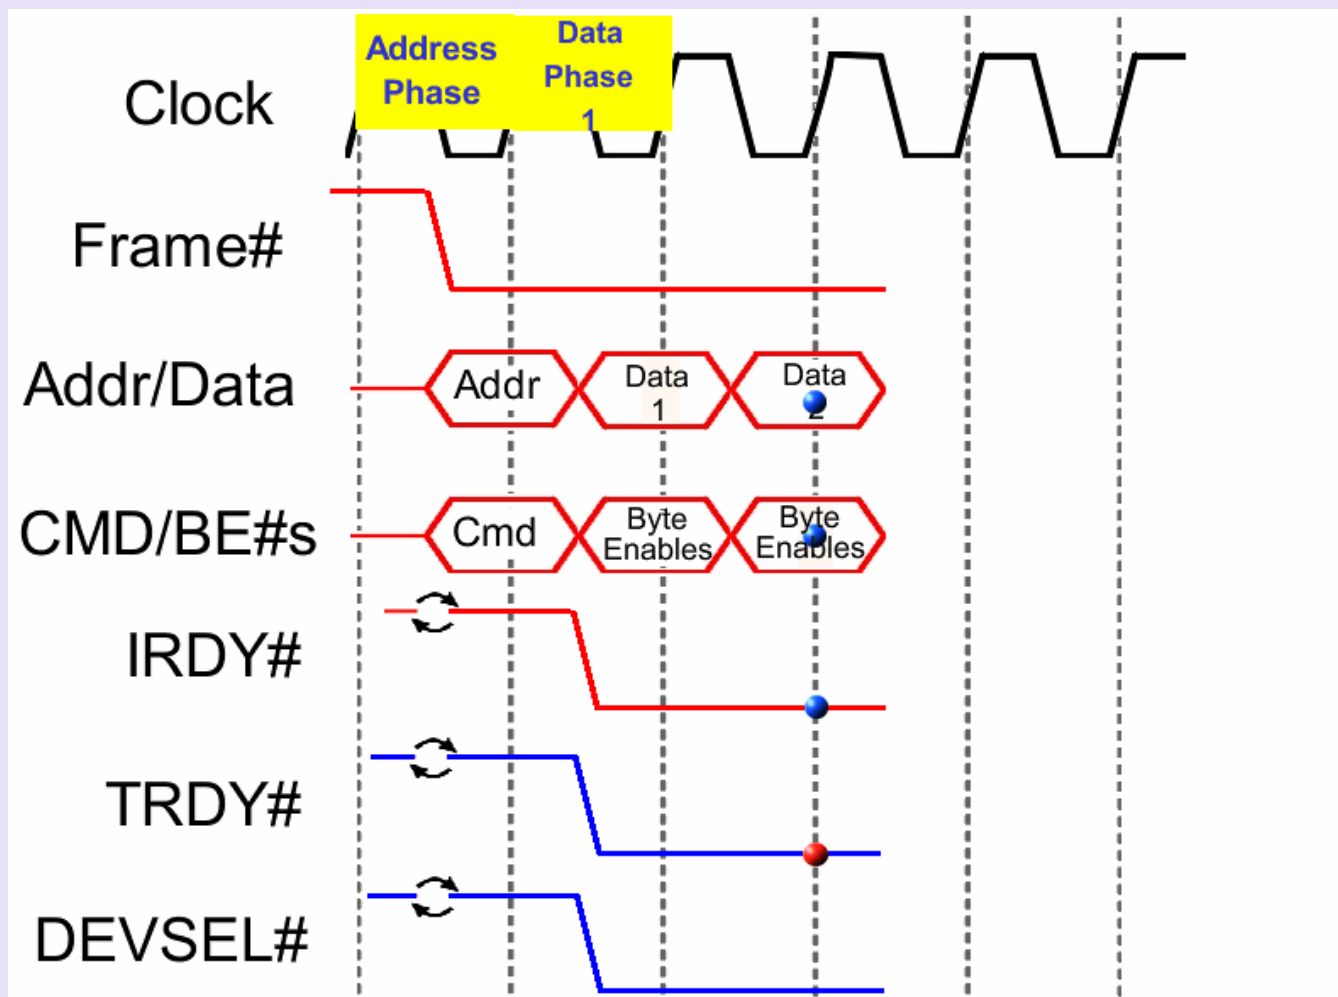 Address
Phase
Data
Phase
1
Clock
Frame#
Addr/Data
Addr
Data
1
Data
2
CMD/BE#s
Cmd
Byte
Enables
Byte
Enables
IRDY#
TRDY#
DEVSEL#